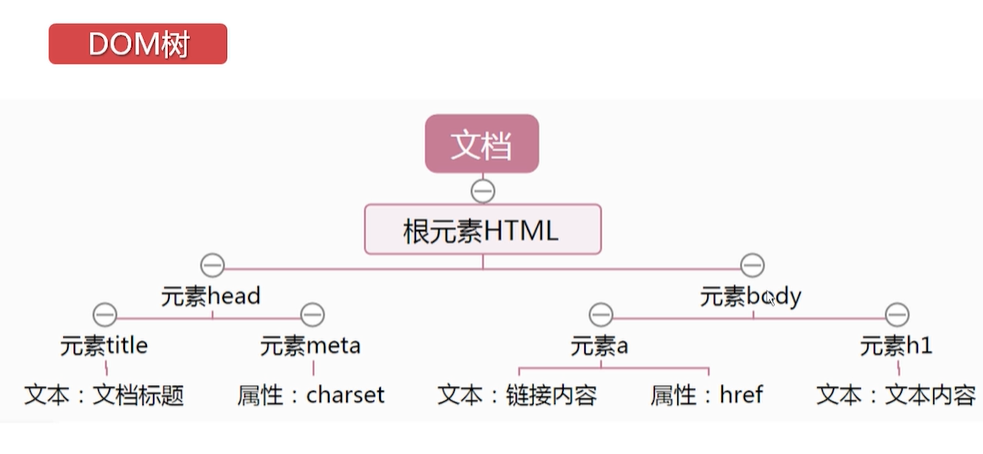 DOM树
文档
根元素HTML
元素head
元素body
元素title
元素meta
元素a
元素h1
文本：文档标题
属性：charset
文本：链接内容
属性：href
文本：文本内容